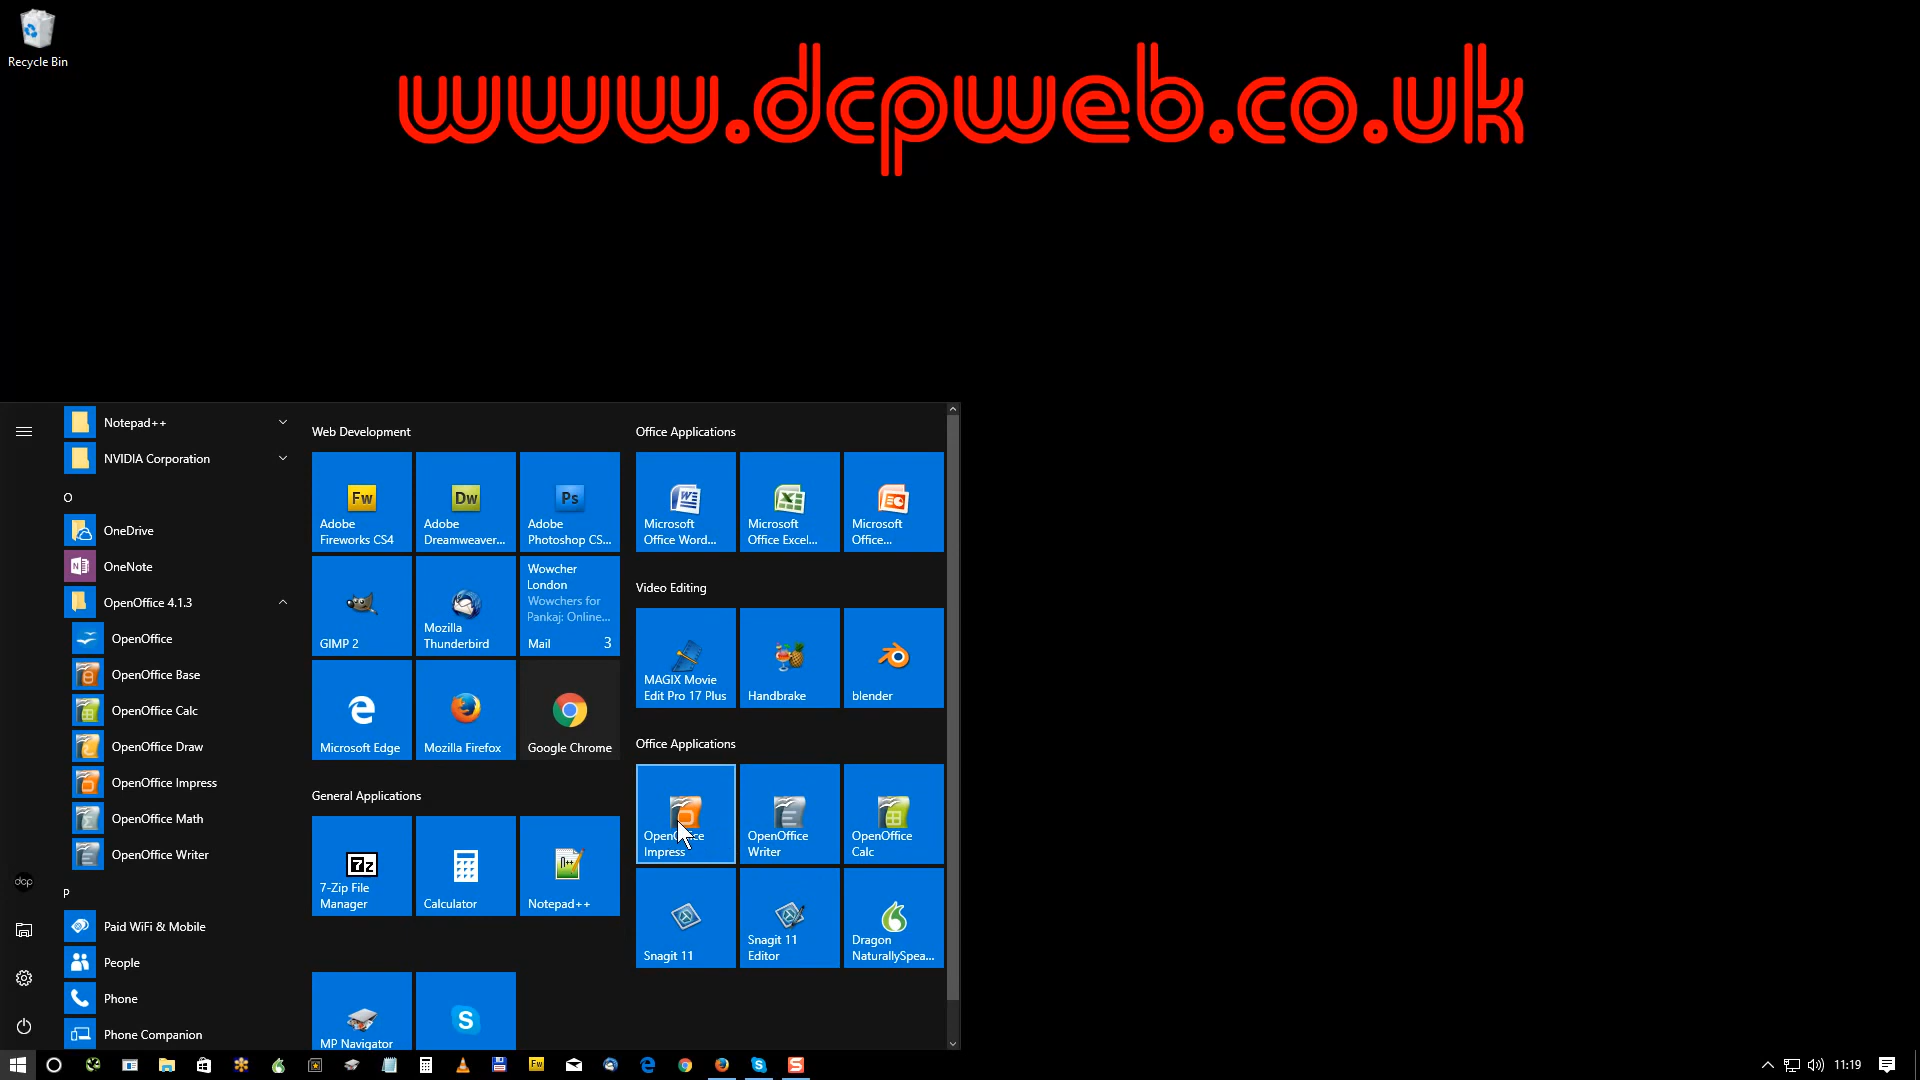 Recycle Bin
www.dcpweb.co.uk
Notepad++
NVIDIA Corporation
O
OneDrive
OneNote
OpenOffice 4.1.3
OpenOffice
OpenOffice Base
OpenOffice Calc
OpenOffice Draw
OpenOffice Impress
OpenOffice Math
OpenOffice Writer
P
Paid WiFi & Mobile
People
Phone
Phone Companion
dcp
Web Development
Fw
Adobe
Fireworks CS4
Dw
Adobe
Dreamweaver...
Ps
Adobe
Photoshop CS...
GIMP 2
Mozilla
Thunderbird
Wowcher
London
Wowchers for
Pankaj: Online...
Mail 3
Microsoft Edge
Mozilla Firefox
Google Chrome
General Applications
7z
7-Zip File
Manager
Calculator
Notepad++
MP Navigator
Office Applications
Microsoft
Office Word...
Microsoft
Office Excel...
Microsoft
Office...
Video Editing
MAGIX Movie
Edit Pro 17 Plus
Handbrake
blender
Office Applications
OpenOffice
Impress
OpenOffice
Writer
OpenOffice
Calc
Snagit 11
Snagit 11
Editor
Dragon
NaturallySpea...
Fw
11:19